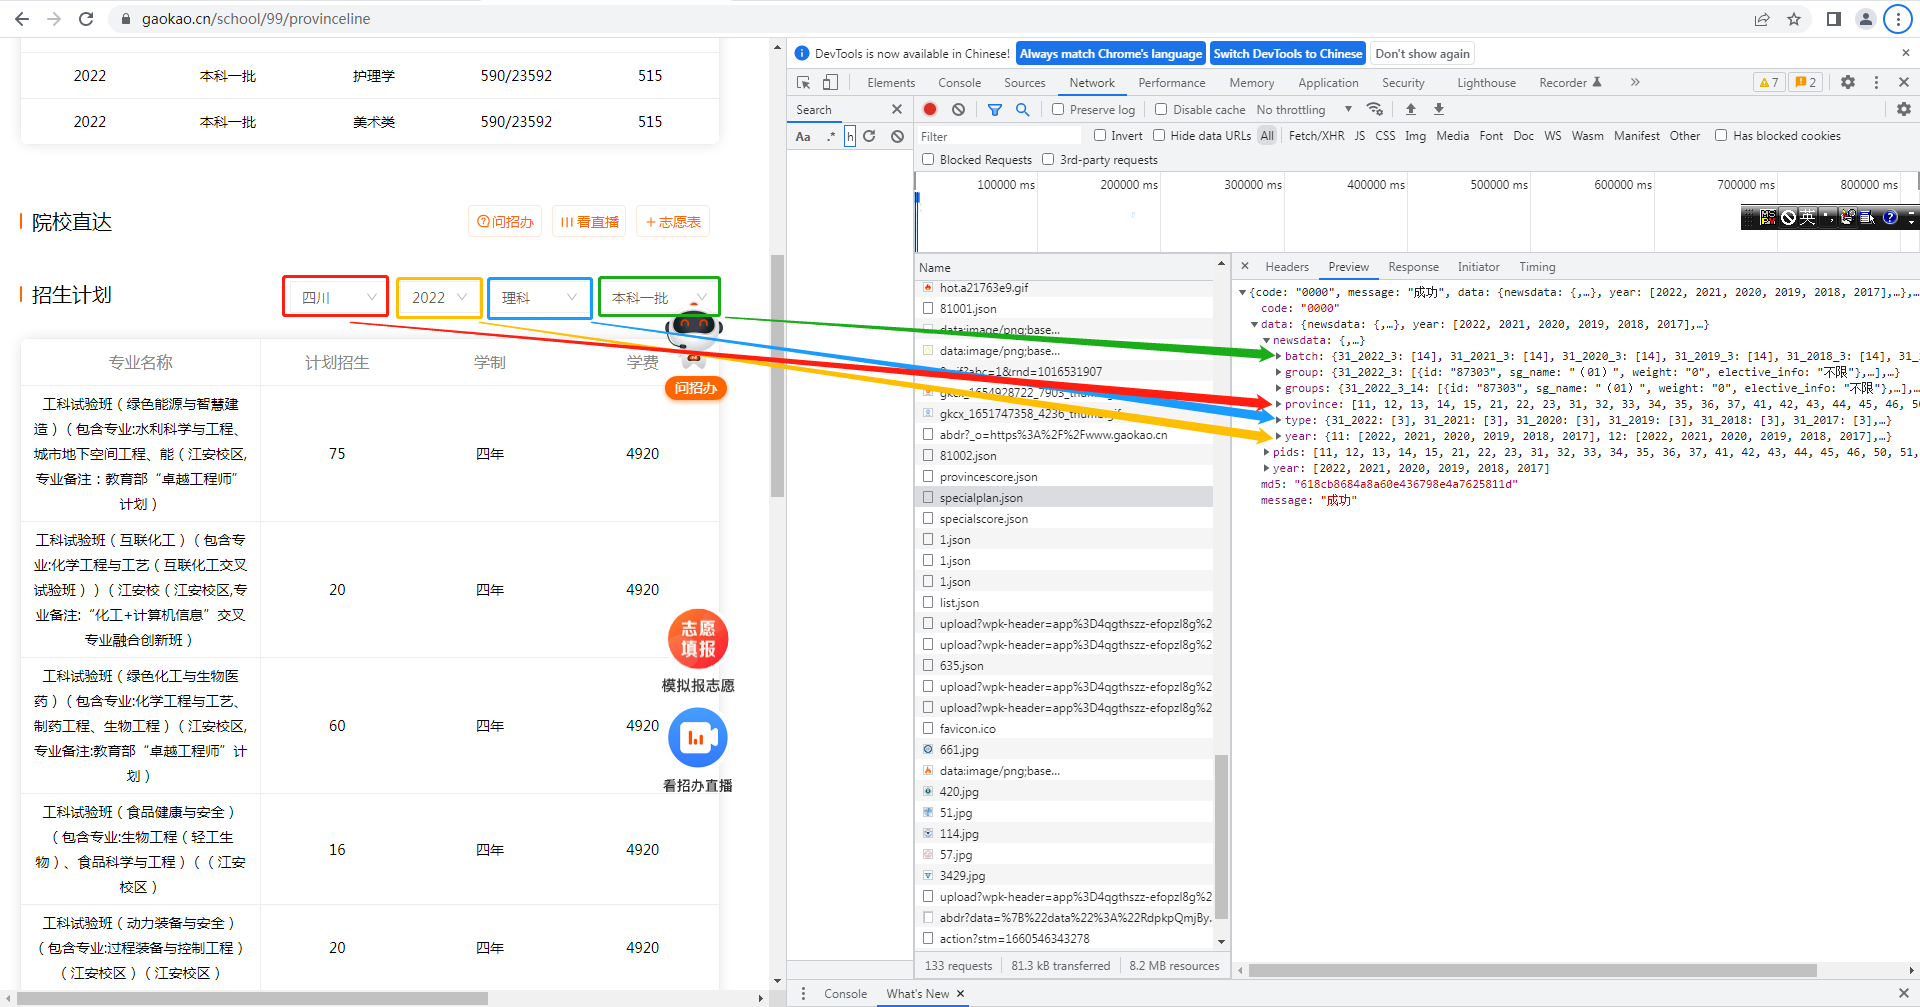 gaokao.cn/school/99/provinceline
2022 本科一批 护理学 590/23592 515
2022 本科一批 美术类 590/23592 515
院校直达 问招办 看直播 +志愿表
招生计划 四川 2022 理科 本科一批
专业名称 计划招生 学制 学费
问招办
工科试验班（绿色能源与智慧建
造）（包含专业:水利科学与工程、
城市地下空间工程、能（江安校区,
专业备注：教育部“卓越工程师”
计划）
75 四年 4920
工科试验班（互联化工）（包含专
业:化学工程与工艺（互联化工交叉
试验班））（江安校（江安校区,专
业备注:“化工+计算机信息”交叉
专业融合创新班）
20 四年 4920
志愿
填报
模拟报志愿
工科试验班（绿色化工与生物医
药）（包含专业:化学工程与工艺、
制药工程、生物工程）（江安校区,
专业备注:教育部“卓越工程师”计
划）
60 四年 4920
看招办直播
工科试验班（食品健康与安全）
（包含专业:生物工程（轻工生
物）、食品科学与工程）（（江安
校区）
16 四年 4920
工科试验班（动力装备与安全）
（包含专业:过程装备与控制工程）
（江安校区）（江安校区）
20 四年 4920
DevTools is now available in Chinese! Always match Chrome's language Switch DevTools to Chinese Don't show again
Elements Console Sources Network Performance Memory Application Security Lighthouse Recorder 7 2
Search Preserve log Disable cache No throttling
Aa .* h Filter Invert Hide data URLs All Fetch/XHR JS CSS Img Media Font Doc WS Wasm Manifest Other Has blocked cookies
Blocked Requests 3rd-party requests
100000 ms 200000 ms 300000 ms 400000 ms 500000 ms 600000 ms 700000 ms 800000 ms
英
Name
hot.a21763e9.gif
81001.json
data:image/png;base...
data:image/png;base...
gif?abc=1&rnd=1016531907
gkcx_1654928722_7903_thumb.gif
gkcx_1651747358_4236_thumb.gif
abdr?_o=https%3A%2F%2Fwww.gaokao.cn
81002.json
provincescore.json
specialplan.json
specialscore.json
1.json
1.json
1.json
list.json
upload?wpk-header=app%3D4qgthszz-efopzl8g%2
upload?wpk-header=app%3D4qgthszz-efopzl8g%2
635.json
upload?wpk-header=app%3D4qgthszz-efopzl8g%2
upload?wpk-header=app%3D4qgthszz-efopzl8g%2
favicon.ico
661.jpg
data:image/png;base...
420.jpg
51.jpg
114.jpg
57.jpg
3429.jpg
upload?wpk-header=app%3D4qgthszz-efopzl8g%2
abdr?data=%7B%22data%22%3A%22RdpkpQmjBy.
action?stm=1660546343278
133 requests 81.3 kB transferred 8.2 MB resources
Headers Preview Response Initiator Timing
{code: "0000", message: "成功", data: {newsdata: {,…}, year: [2022, 2021, 2020, 2019, 2018, 2017],…},…
code: "0000"
data: {newsdata: {,…}, year: [2022, 2021, 2020, 2019, 2018, 2017],…}
newsdata: {,…}
batch: {31_2022_3: [14], 31_2021_3: [14], 31_2020_3: [14], 31_2019_3: [14], 31_2018_3: [14], 31_
group: {31_2022_3: [{id: "87303", sg_name: "（01）", weight: "0", elective_info: "不限"},…],…}
groups: {31_2022_3_14: [{id: "87303", sg_name: "（01）", weight: "0", elective_info: "不限"},…],…
province: [11, 12, 13, 14, 15, 21, 22, 23, 31, 32, 33, 34, 35, 36, 37, 41, 42, 43, 44, 45, 46, 50
type: {31_2022: [3], 31_2021: [3], 31_2020: [3], 31_2019: [3], 31_2018: [3], 31_2017: [3],…}
year: {11: [2022, 2021, 2020, 2019, 2018, 2017], 12: [2022, 2021, 2020, 2019, 2018, 2017],…}
pids: [11, 12, 13, 14, 15, 21, 22, 23, 31, 32, 33, 34, 35, 36, 37, 41, 42, 43, 44, 45, 46, 50, 51,
year: [2022, 2021, 2020, 2019, 2018, 2017]
md5: "618cb8684a8a60e436798e4a7625811d"
message: "成功"
Console What's New